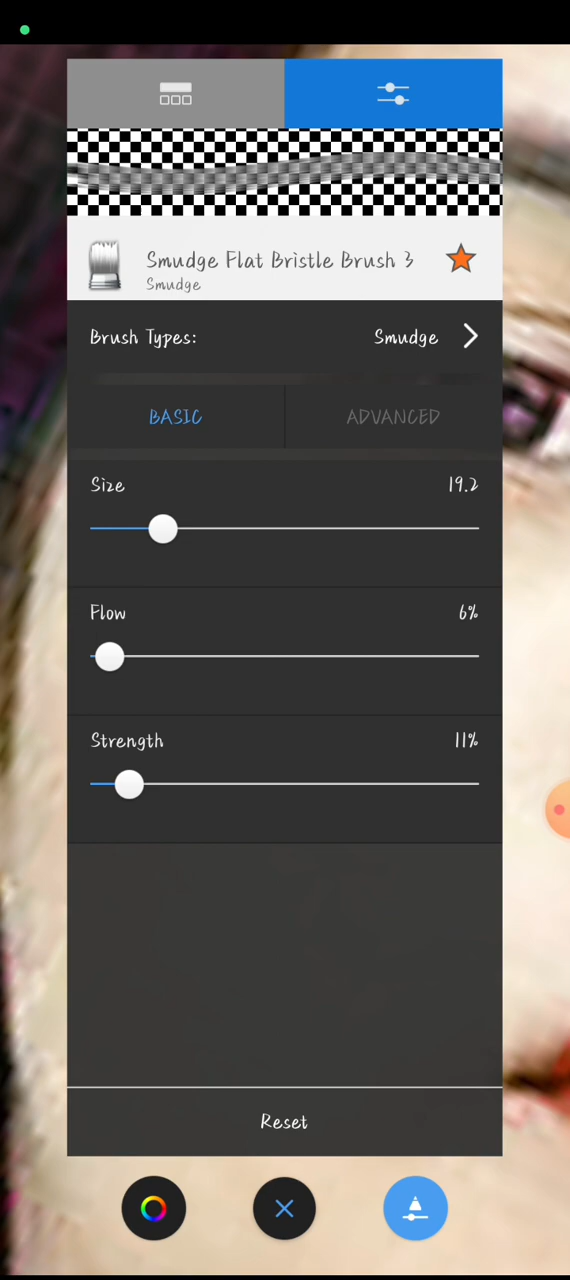 Smudge Flat Bristle Brush 3
Smudge
Brush Types: Smudge
BASIC ADVANCED
Size 19.2
Flow 6%
Strength 11%
Reset